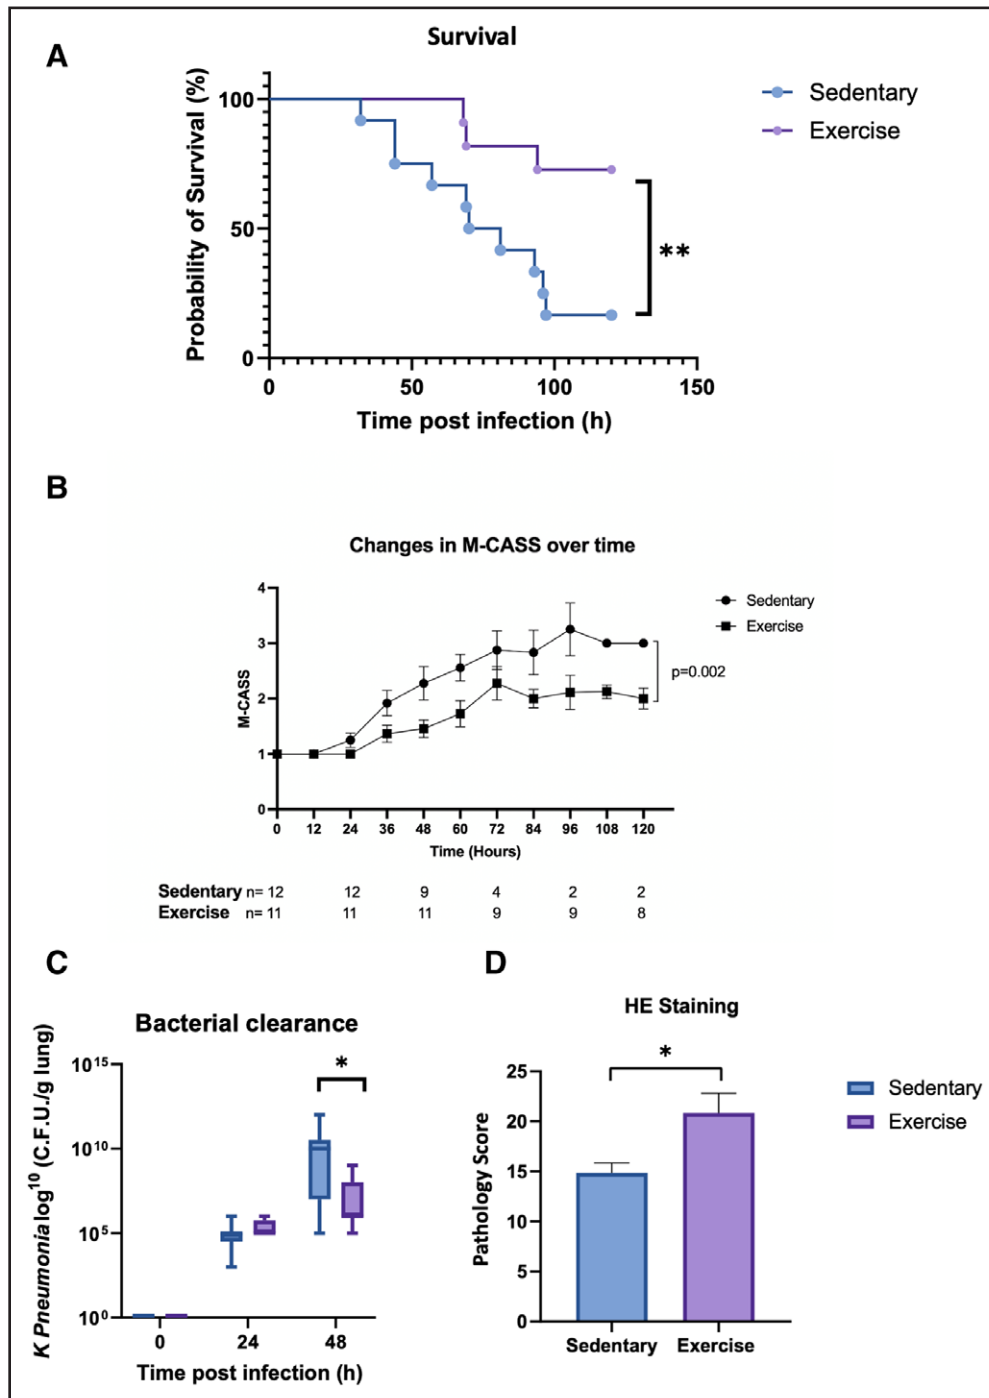 A
Survival
Probability of Survival (%)
100
50
0
0 50 100 150
Time post infection (h)
Sedentary
Exercise
**
B
Changes in M-CASS over time
M-CASS
4
3
2
1
0
0 12 24 36 48 60 72 84 96 108 120
Time (Hours)
Sedentary
Exercise
p=0.002
Sedentary n= 12 12 9 4 2 2
Exercise n= 11 11 11 9 9 8
C
Bacterial clearance
K Pneumonia log¹⁰ (C.F.U./g lung)
10¹⁵
10¹⁰
10⁵
10⁰
0 24 48
Time post infection (h)
*
D
HE Staining
Pathology Score
25
20
15
10
5
0
Sedentary Exercise
*
Sedentary
Exercise